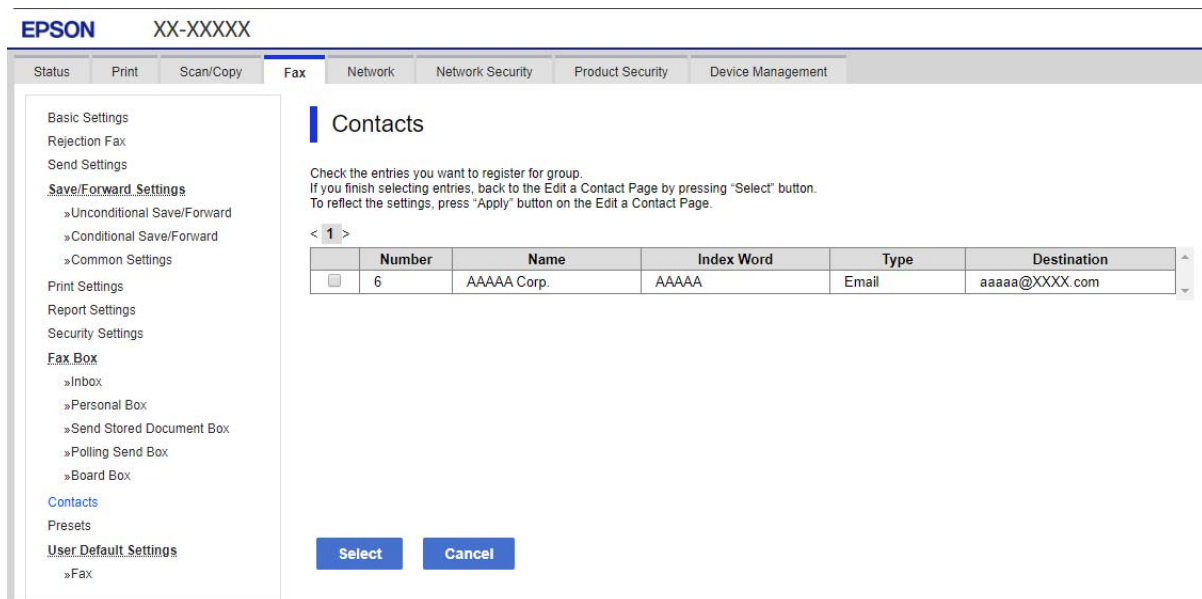 EPSON XX-XXXXX
Status Print Scan/Copy Fax Network Network Security Product Security Device Management
Basic Settings
Rejection Fax
Send Settings
Save/Forward Settings
»Unconditional Save/Forward
»Conditional Save/Forward
»Common Settings
Print Settings
Report Settings
Security Settings
Fax Box
»Inbox
»Personal Box
»Send Stored Document Box
»Polling Send Box
»Board Box
Contacts
Presets
User Default Settings
»Fax
Contacts
Check the entries you want to register for group.
If you finish selecting entries, back to the Edit a Contact Page by pressing “Select” button.
To reflect the settings, press “Apply” button on the Edit a Contact Page.
< 1 >
Number Name Index Word Type Destination
6 AAAAA Corp. AAAAA Email aaaaa@XXXX.com
Select Cancel